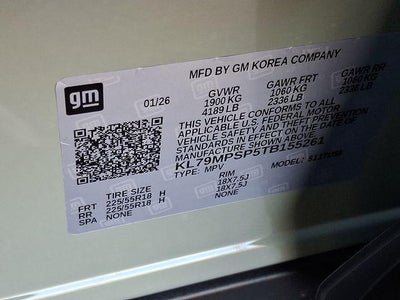 gm
MFD BY GM KOREA COMPANY
01/26
GVWR GAWR FRT GAWR RR
1900 KG 1060 KG 1060 KG
4189 LB 2336 LB 2336 LB
THIS VEHICLE CONFORMS TO ALL
APPLICABLE U.S. FEDERAL MOTOR
VEHICLE SAFETY AND THEFT PREVENTION
STANDARDS IN EFFECT ON THE DATE OF
MANUFACTURE SHOWN ABOVE.
KL79MPSP5TB155261
TYPE: MPV MODEL:
TIRE SIZE RIM
FRT 225/55R18 H 18X7.5J
RR 225/55R18 H 18X7.5J
SPA NONE NONE